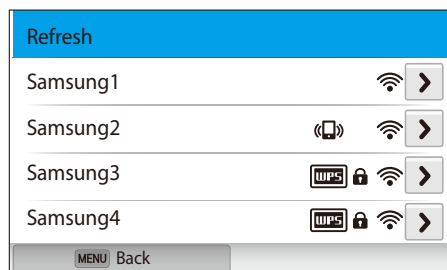 Refresh
Samsung1
Samsung2
Samsung3 WPS
Samsung4 WPS
MENU Back